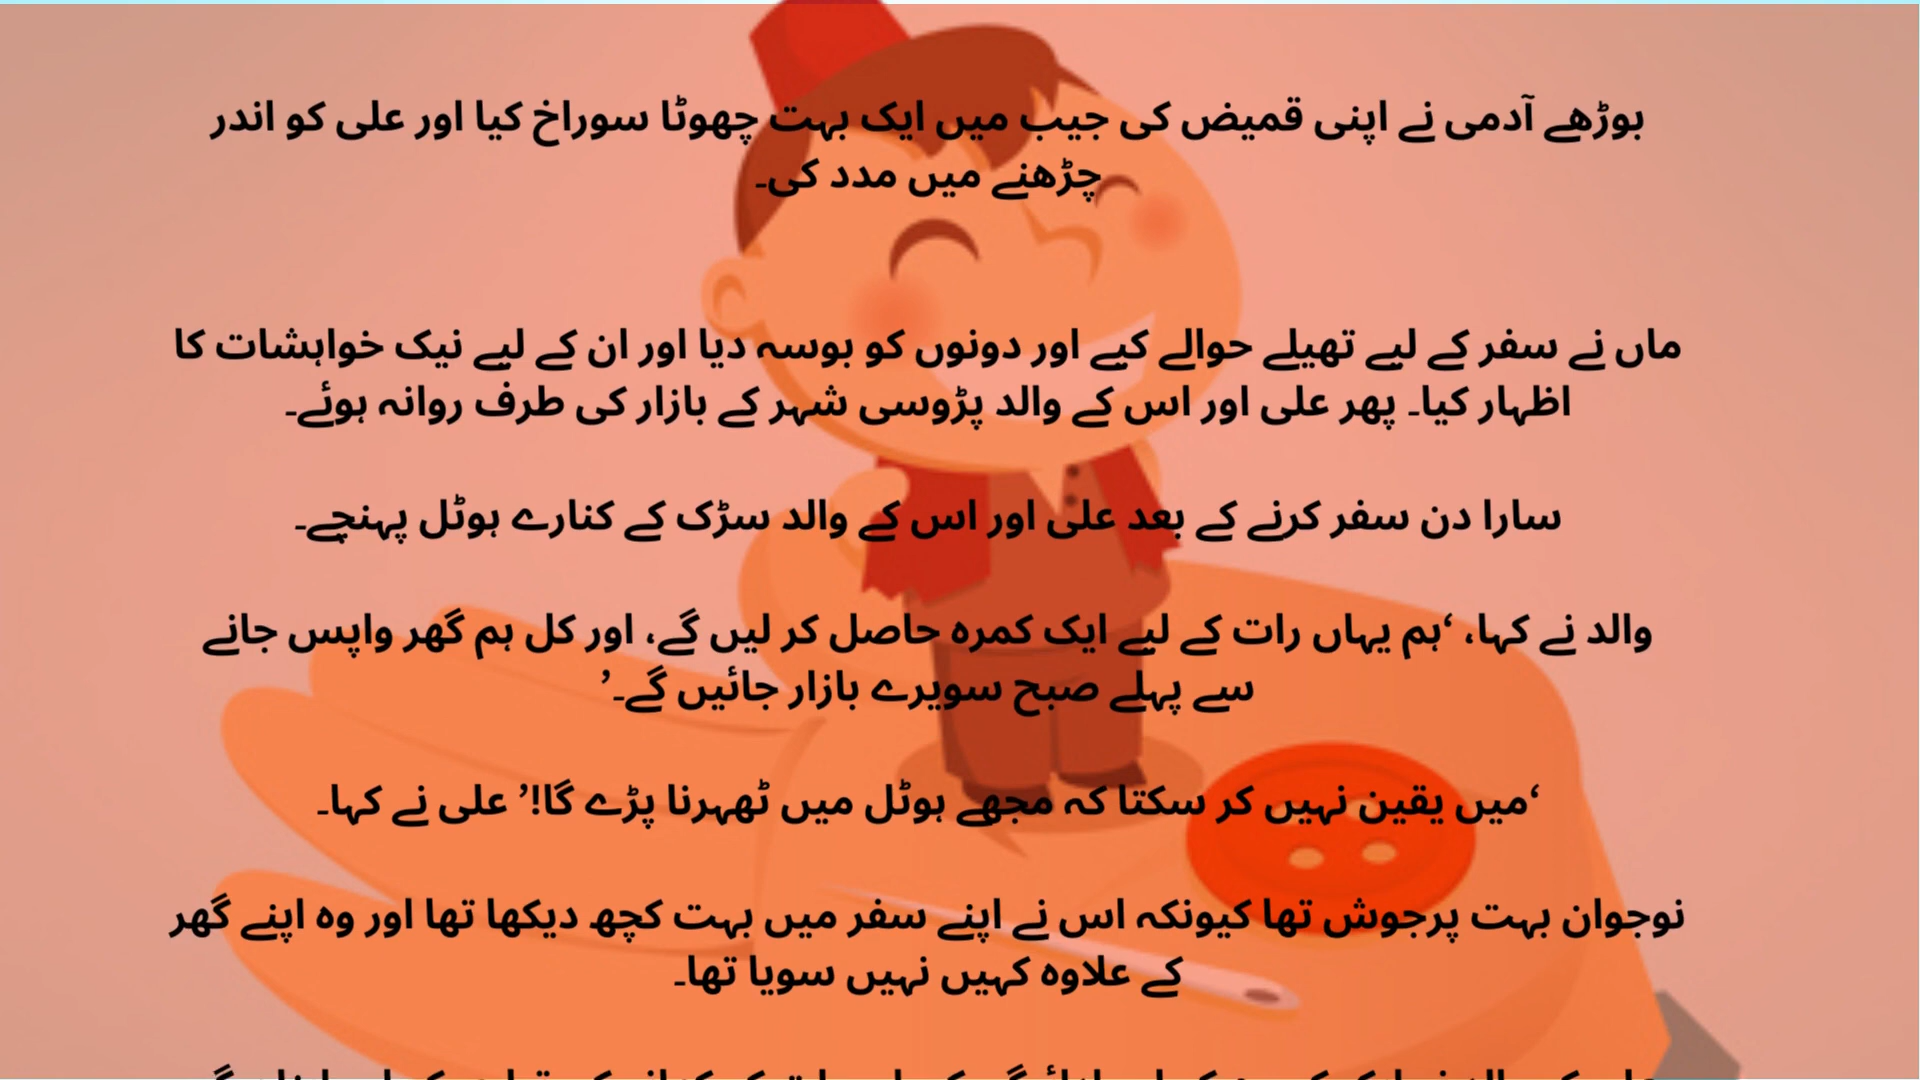 بوڑھے آدمی نے اپنی قمیض کی جیب میں ایک بہت چھوٹا سوراخ کیا اور علی کو اندر
چڑھنے میں مدد کی۔
ماں نے سفر کے لیے تھیلے حوالے کیے اور دونوں کو بوسہ دیا اور ان کے لیے نیک خواہشات کا
اظہار کیا۔ پھر علی اور اس کے والد پڑوسی شہر کے بازار کی طرف روانہ ہوئے۔
سارا دن سفر کرنے کے بعد علی اور اس کے والد سڑک کے کنارے ہوٹل پہنچے۔
والد نے کہا، ‘ہم یہاں رات کے لیے ایک کمرہ حاصل کر لیں گے، اور کل ہم گھر واپس جانے
سے پہلے صبح سویرے بازار جائیں گے۔’
‘میں یقین نہیں کر سکتا کہ مجھے ہوٹل میں ٹھہرنا پڑے گا!’ علی نے کہا۔
نوجوان بہت پرجوش تھا کیونکہ اس نے اپنے سفر میں بہت کچھ دیکھا تھا اور وہ اپنے گھر
کے علاوہ کہیں نہیں سویا تھا۔